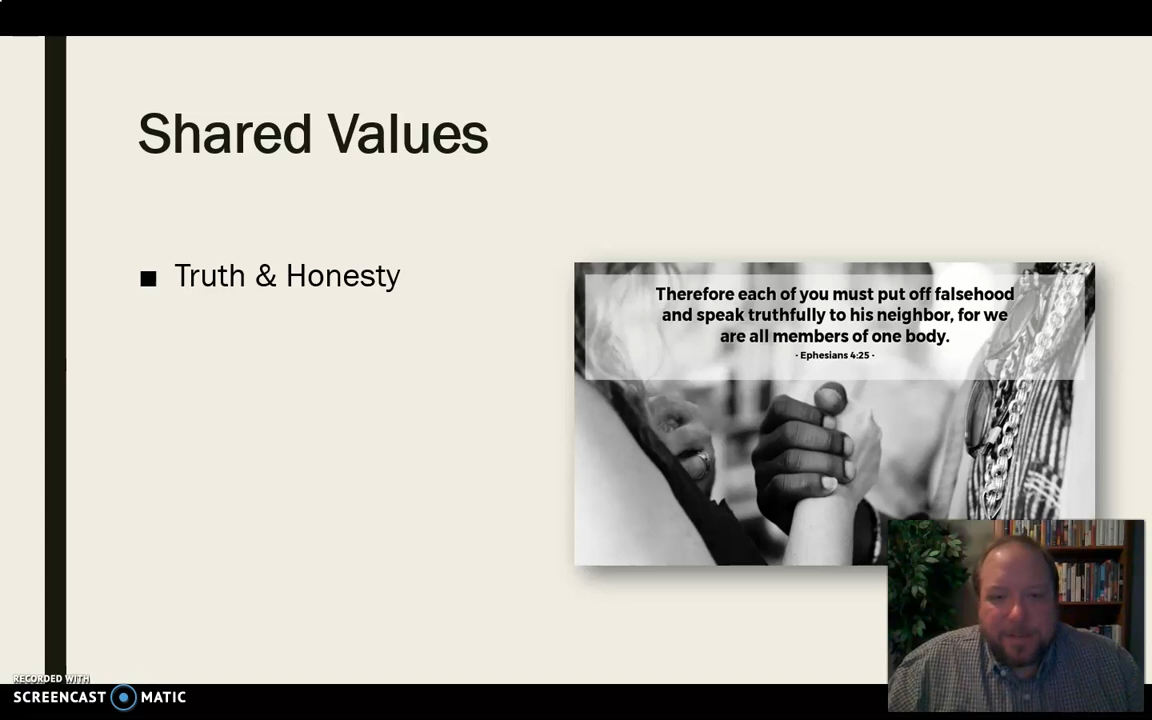 Shared Values
■ Truth & Honesty
Therefore each of you must put off falsehood
and speak truthfully to his neighbor, for we
are all members of one body.
- Ephesians 4:25 -
RECORDED WITH
SCREENCAST MATIC